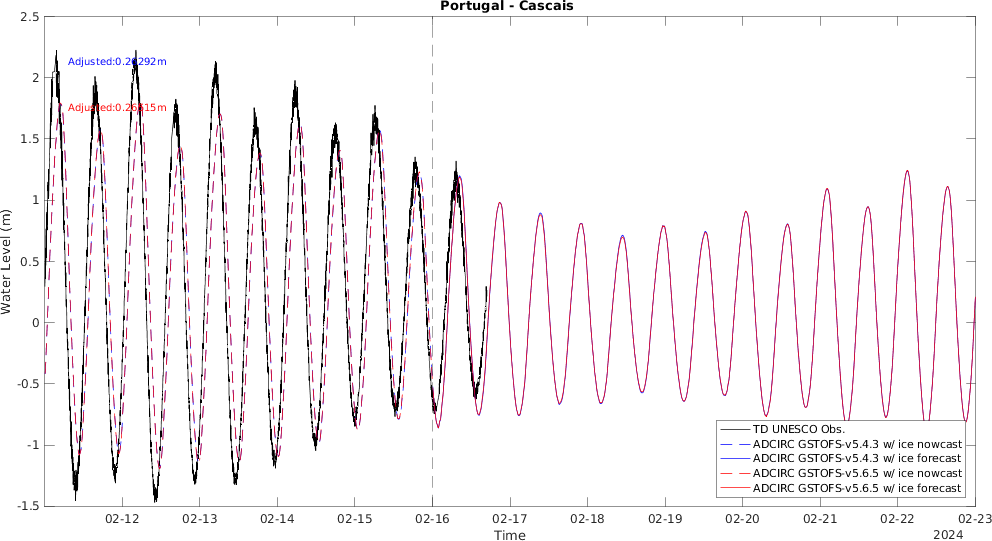 Portugal - Cascais
Adjusted:0.26292m
Adjusted:0.26615m
2.5
2
1.5
1
0.5
0
-0.5
-1
-1.5
Water Level (m)
TD UNESCO Obs.
ADCIRC GSTOFS-v5.4.3 w/ ice nowcast
ADCIRC GSTOFS-v5.4.3 w/ ice forecast
ADCIRC GSTOFS-v5.6.5 w/ ice nowcast
ADCIRC GSTOFS-v5.6.5 w/ ice forecast
02-12 02-13 02-14 02-15 02-16 02-17 02-18 02-19 02-20 02-21 02-22 02-23
Time
2024